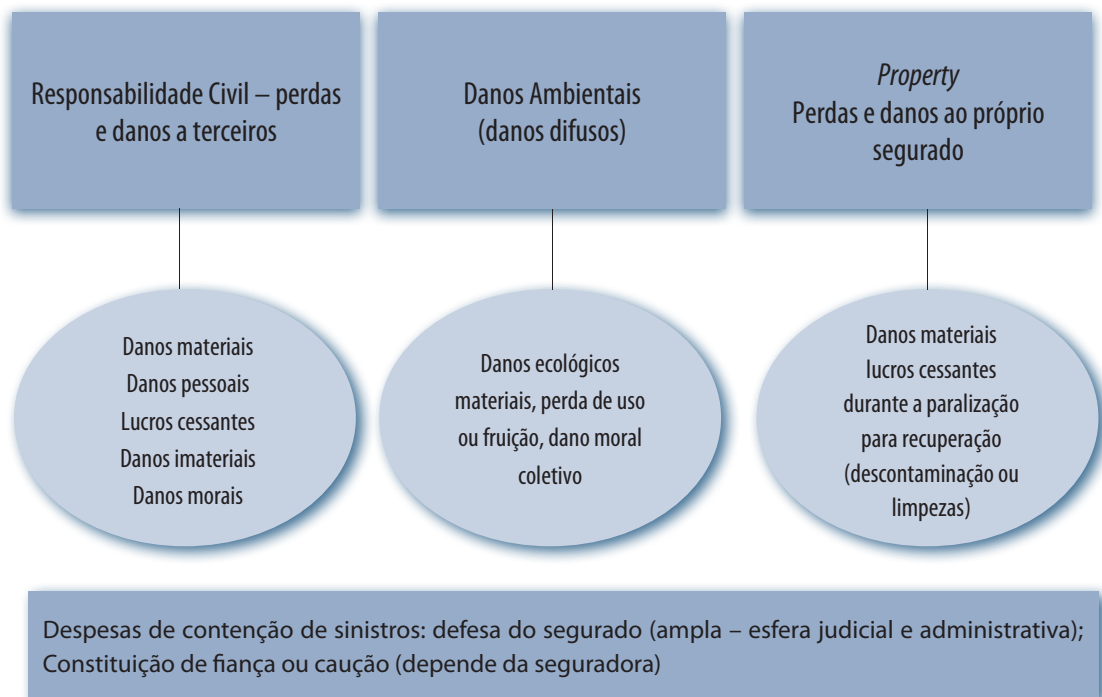 Responsabilidade Civil – perdas
e danos a terceiros
Danos Ambientais
(danos difusos)
Property
Perdas e danos ao próprio
segurado
Danos materiais
Danos pessoais
Lucros cessantes
Danos imateriais
Danos morais
Danos ecológicos
materiais, perda de uso
ou fruição, dano moral
coletivo
Danos materiais
lucros cessantes
durante a paralização
para recuperação
(descontaminação ou
limpezas)
Despesas de contenção de sinistros: defesa do segurado (ampla – esfera judicial e administrativa);
Constituição de fiança ou caução (depende da seguradora)